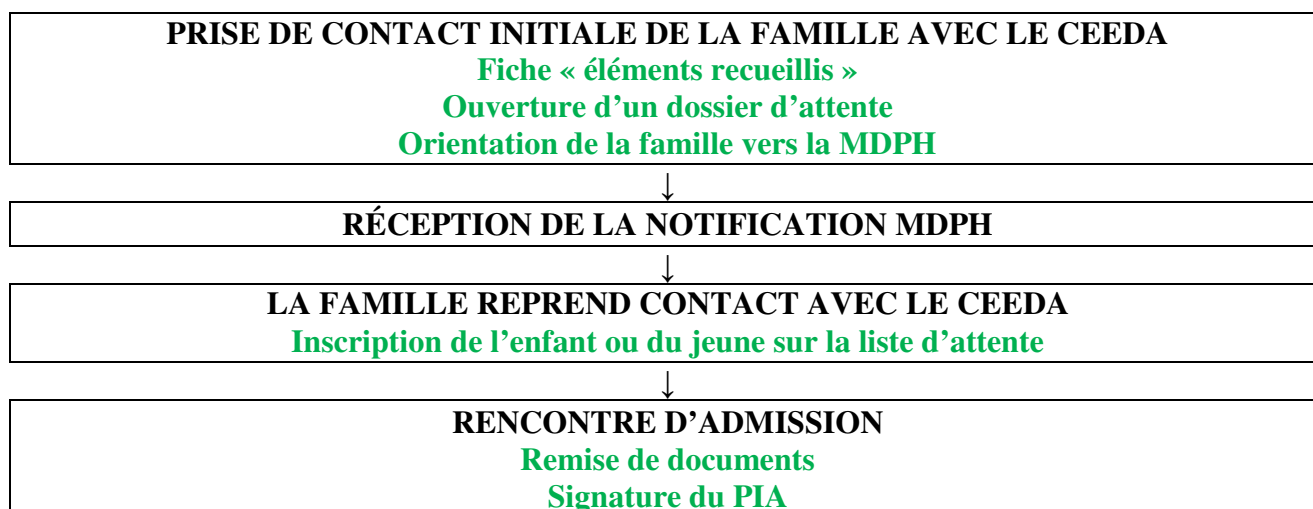 PRISE DE CONTACT INITIALE DE LA FAMILLE AVEC LE CEEDA
Fiche « éléments recueillis »
Ouverture d’un dossier d’attente
Orientation de la famille vers la MDPH
↓
RÉCEPTION DE LA NOTIFICATION MDPH
↓
LA FAMILLE REPREND CONTACT AVEC LE CEEDA
Inscription de l’enfant ou du jeune sur la liste d’attente
↓
RENCONTRE D’ADMISSION
Remise de documents
Signature du PIA